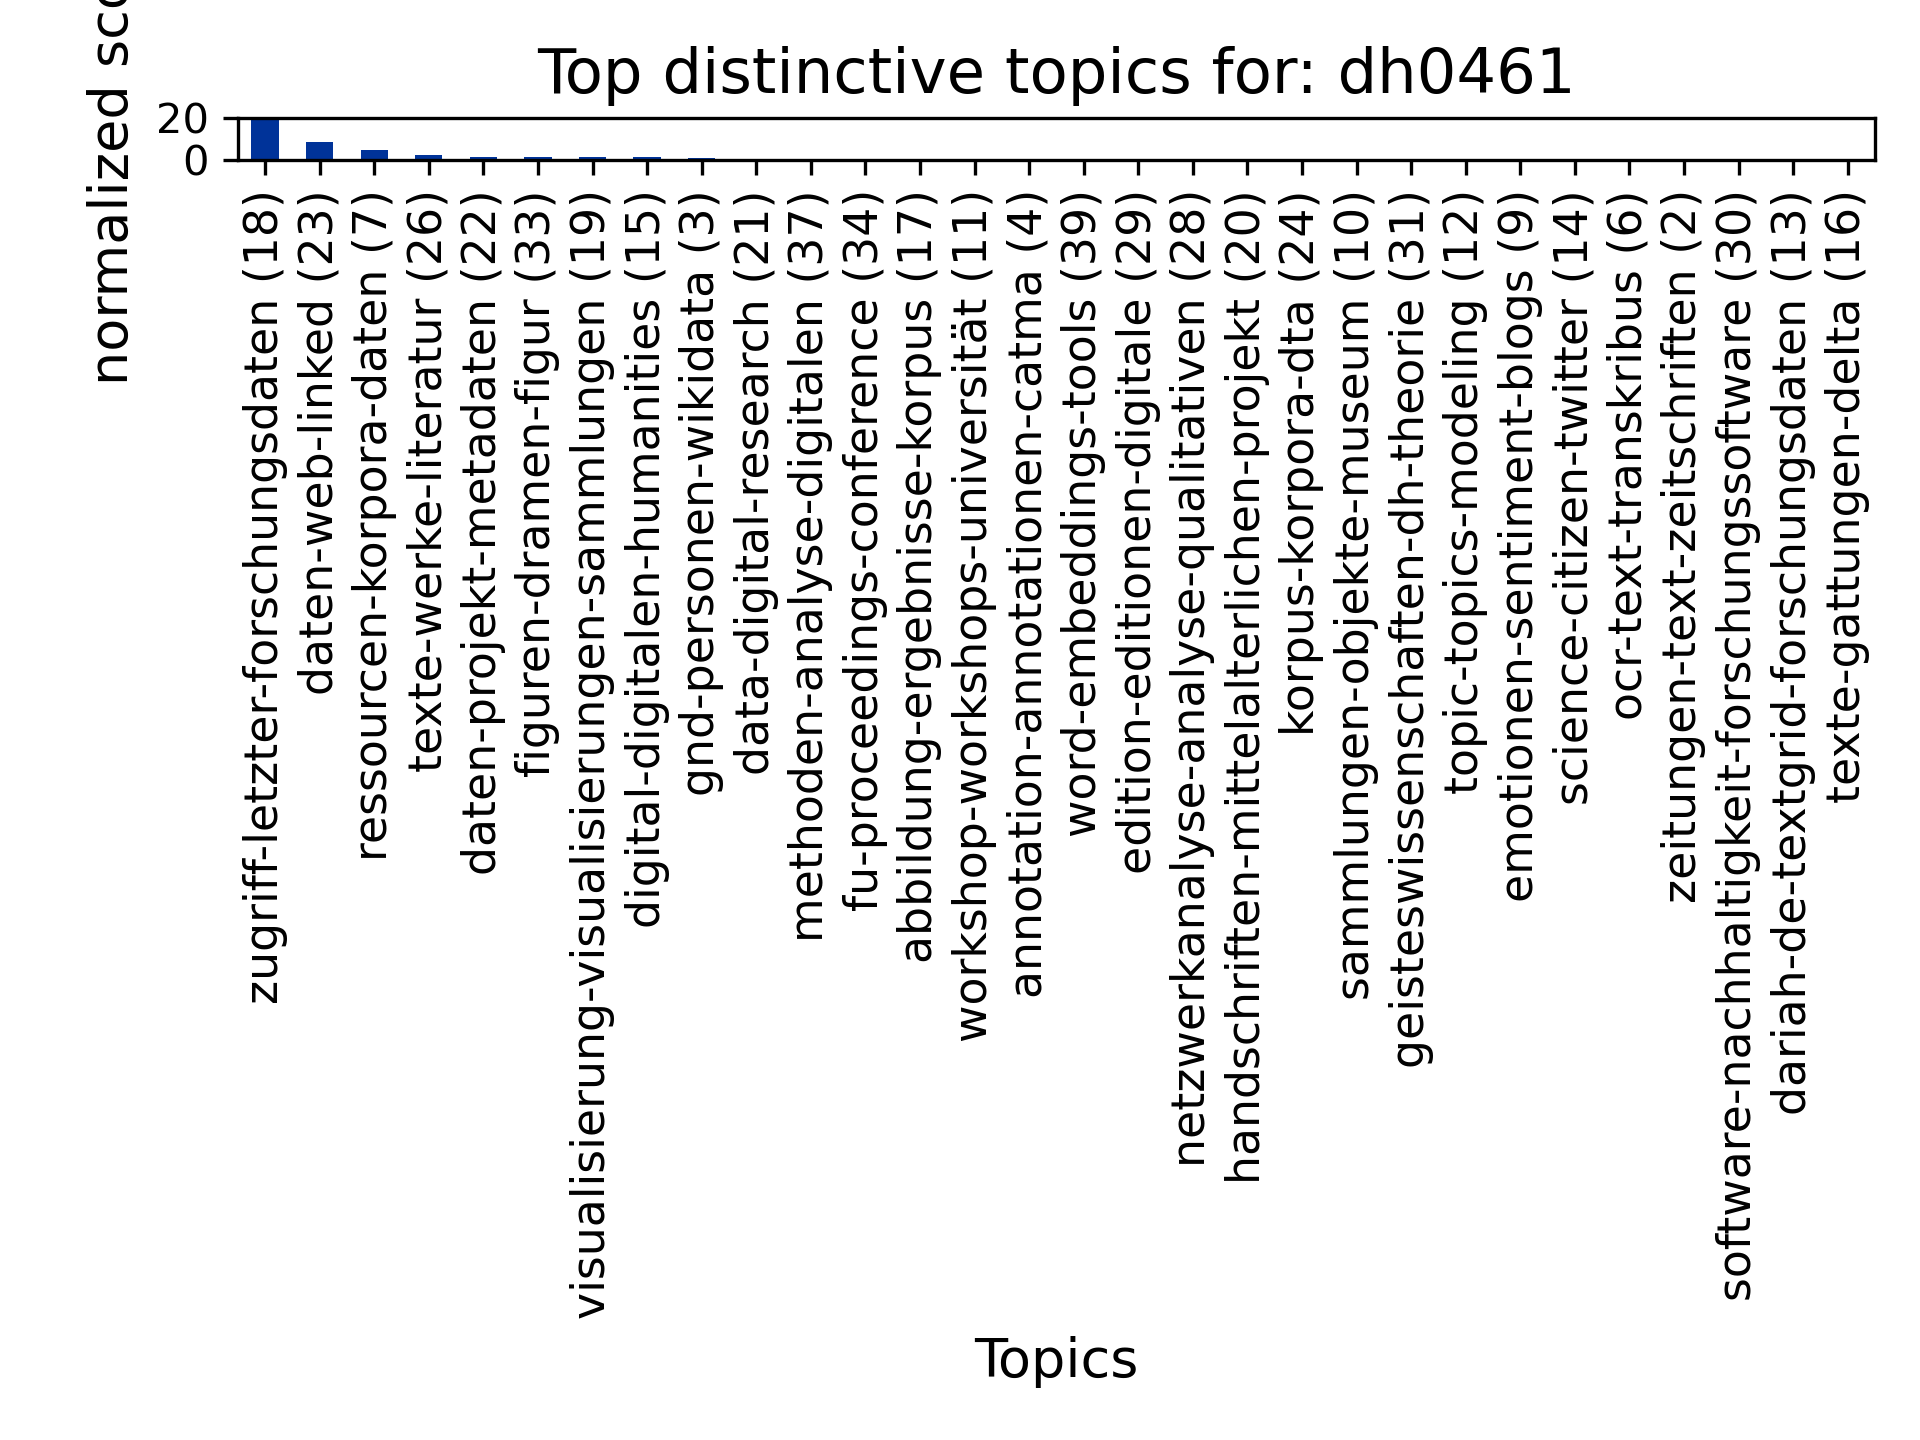 Top distinctive topics for: dh0461
normalized sco
20
0
zugriff-letzter-forschungsdaten (18)
daten-web-linked (23)
ressourcen-korpora-daten (7)
texte-werke-literatur (26)
daten-projekt-metadaten (22)
figuren-dramen-figur (33)
visualisierung-visualisierungen-sammlungen (19)
digital-digitalen-humanities (15)
gnd-personen-wikidata (3)
data-digital-research (21)
methoden-analyse-digitalen (37)
fu-proceedings-conference (34)
abbildung-ergebnisse-korpus (17)
workshop-workshops-universität (11)
annotation-annotationen-catma (4)
word-embeddings-tools (39)
edition-editionen-digitale (29)
netzwerkanalyse-analyse-qualitativen (28)
handschriften-mittelalterlichen-projekt (20)
korpus-korpora-dta (24)
sammlungen-objekte-museum (10)
geisteswissenschaften-dh-theorie (31)
topic-topics-modeling (12)
emotionen-sentiment-blogs (9)
science-citizen-twitter (14)
ocr-text-transkribus (6)
zeitungen-text-zeitschriften (2)
software-nachhaltigkeit-forschungssoftware (30)
dariah-de-textgrid-forschungsdaten (13)
texte-gattungen-delta (16)
Topics